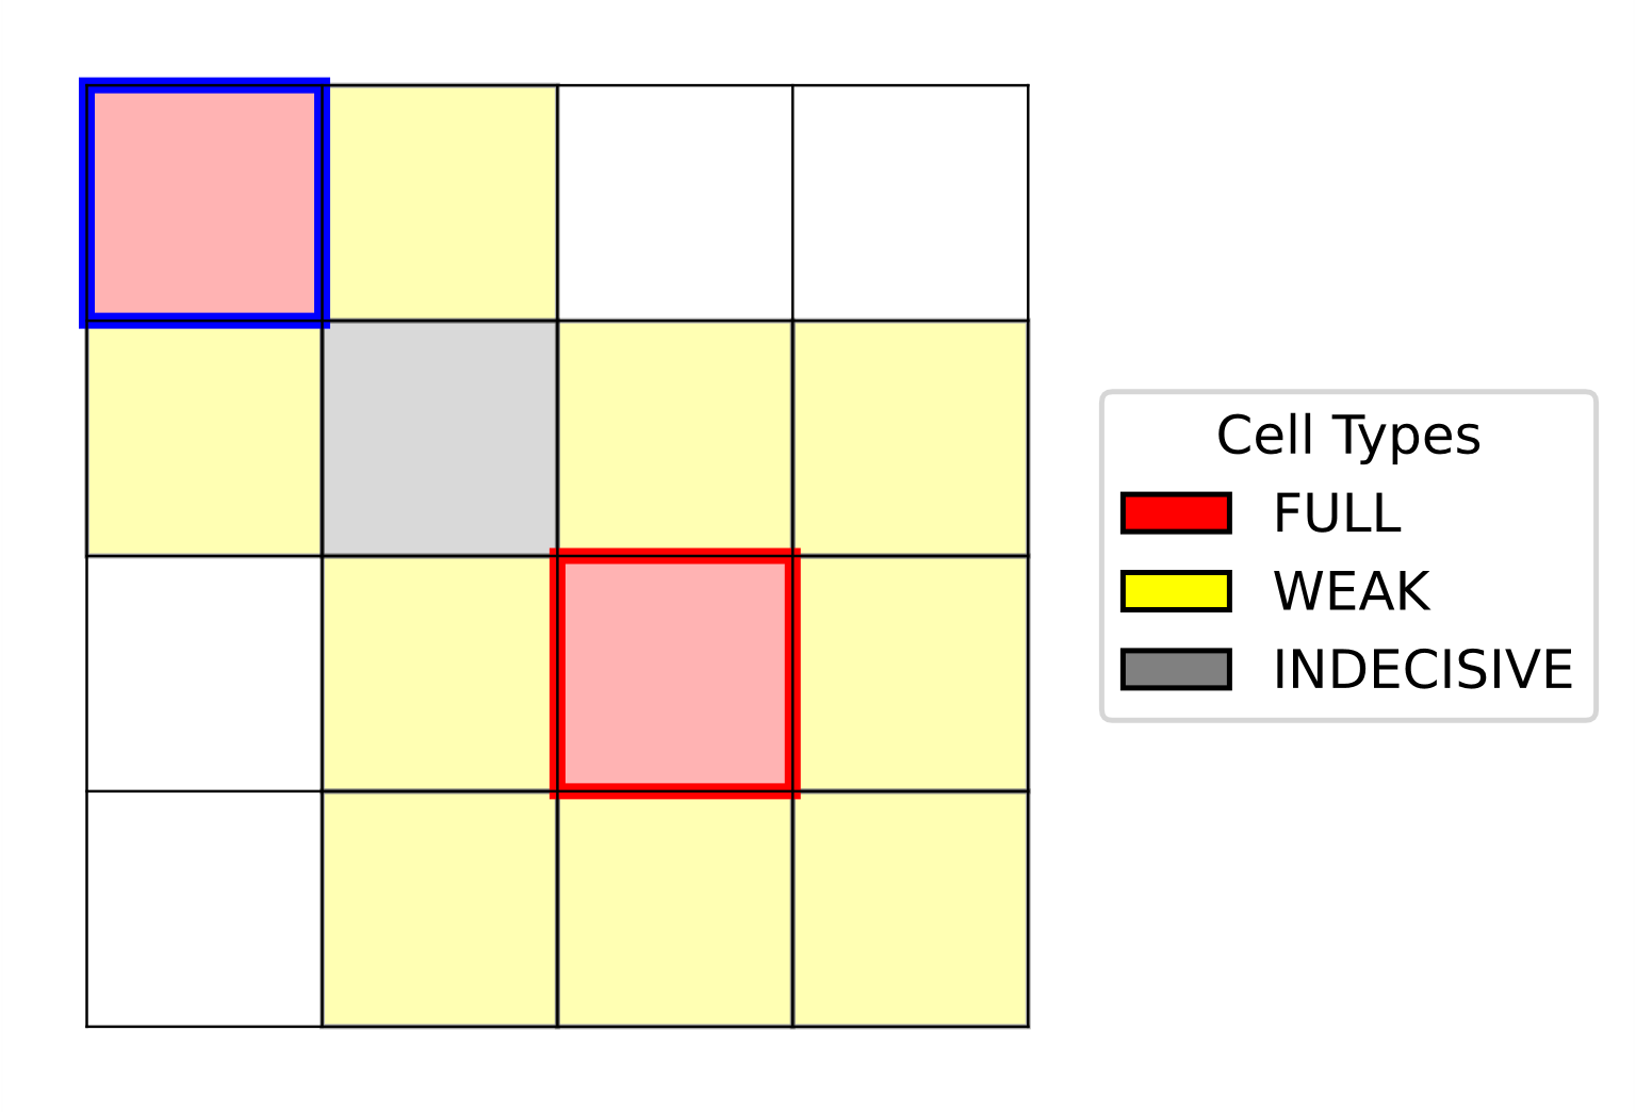 Cell Types
FULL
WEAK
INDECISIVE